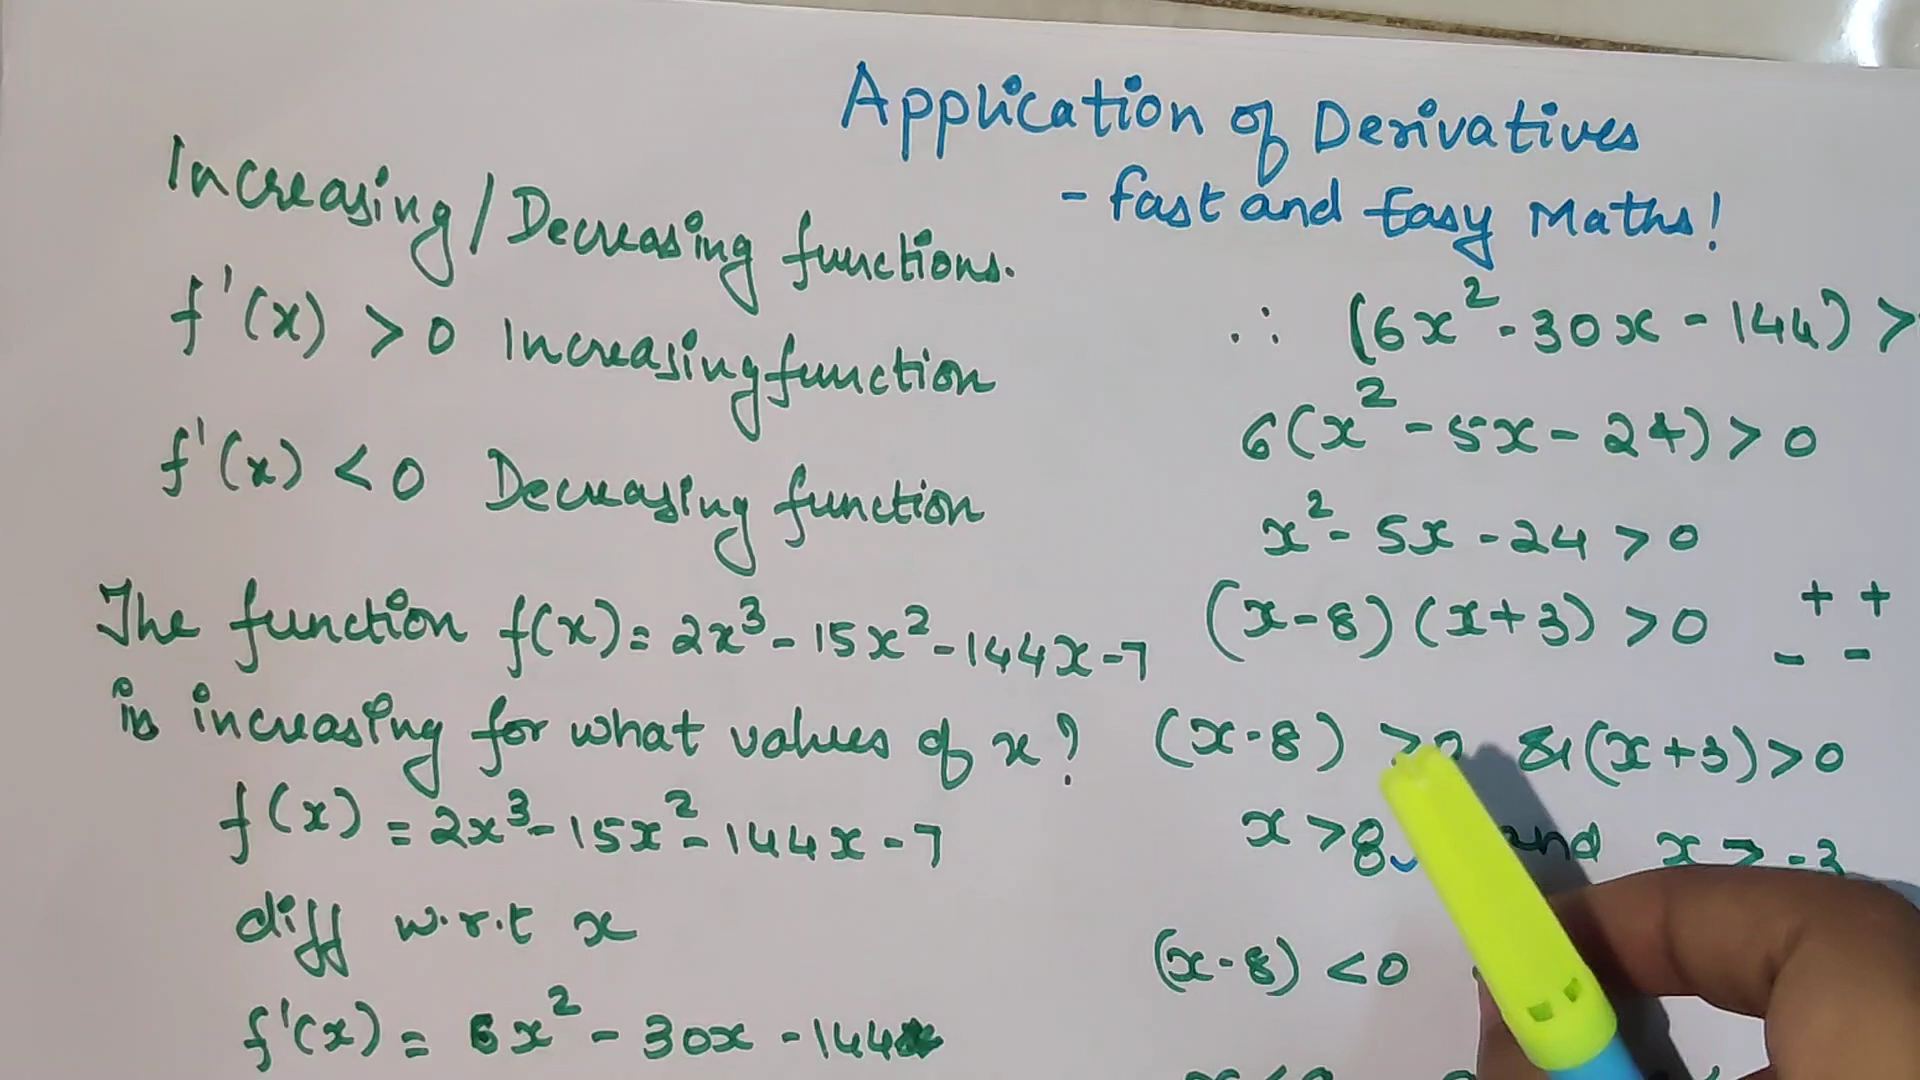 Application of Derivatives
- Fast and Easy Maths!
Increasing/Decreasing functions.
f'(x) > 0 Increasing function
f'(x) < 0 Decreasing function
The function f(x) = 2x³ - 15x² - 144x - 7
is increasing for what values of x?
f(x) = 2x³ - 15x² - 144x - 7
diff w.r.t x
f'(x) = 6x² - 30x - 144
∴ (6x² - 30x - 144) >
6(x² - 5x - 24) > 0
x² - 5x - 24 > 0
(x-8)(x+3) > 0
+ +
- -
(x-8) > 0 & (x+3) > 0
x > 8 and x > -3
(x-8) < 0